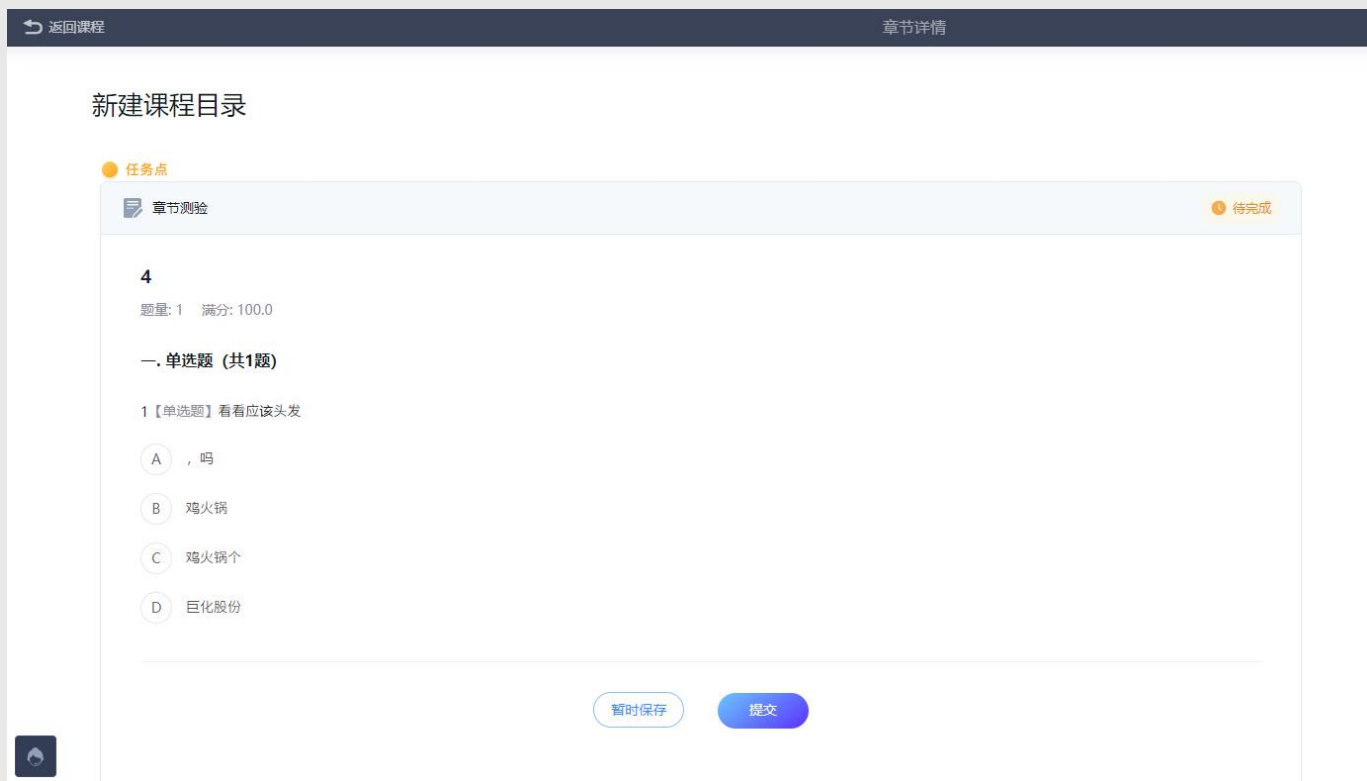 返回课程
章节详情
新建课程目录
任务点
章节测验
待完成
4
题量: 1 满分: 100.0
一. 单选题 (共1题)
1【单选题】看看应该头发
A ，吗
B 鸡火锅
C 鸡火锅个
D 巨化股份
暂时保存
提交